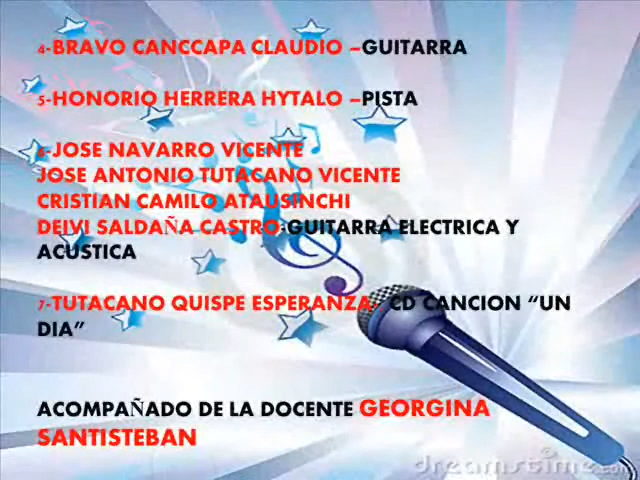 4-BRAVO CANCCAPA CLAUDIO –GUITARRA
5-HONORIO HERRERA HYTALO –PISTA
6-JOSE NAVARRO VICENTE
JOSE ANTONIO TUTACANO VICENTE
CRISTIAN CAMILO ATAUSINCHI
DEIVI SALDAÑA CASTRO-GUITARRA ELECTRICA Y
ACUSTICA
7-TUTACANO QUISPE ESPERANZA- CD CANCION “UN
DIA”
ACOMPAÑADO DE LA DOCENTE GEORGINA
SANTISTEBAN
dreamstime.com